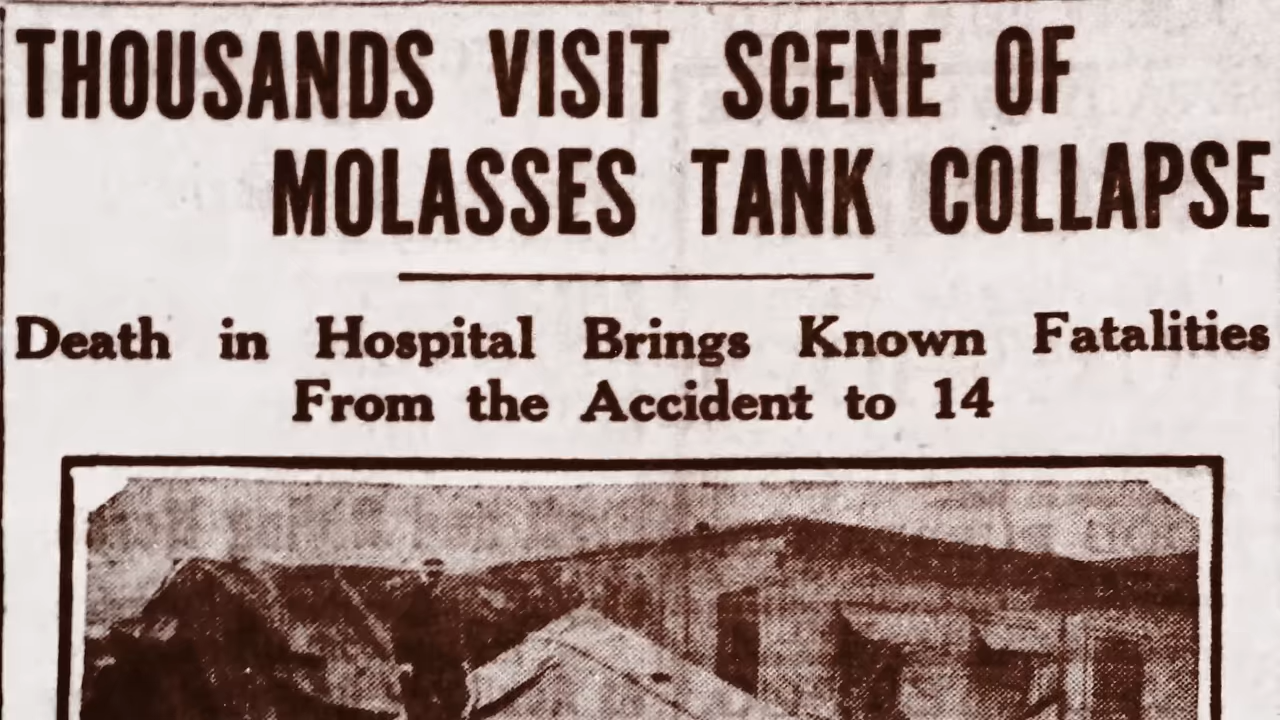 THOUSANDS VISIT SCENE OF
MOLASSES TANK COLLAPSE
Death in Hospital Brings Known Fatalities
From the Accident to 14